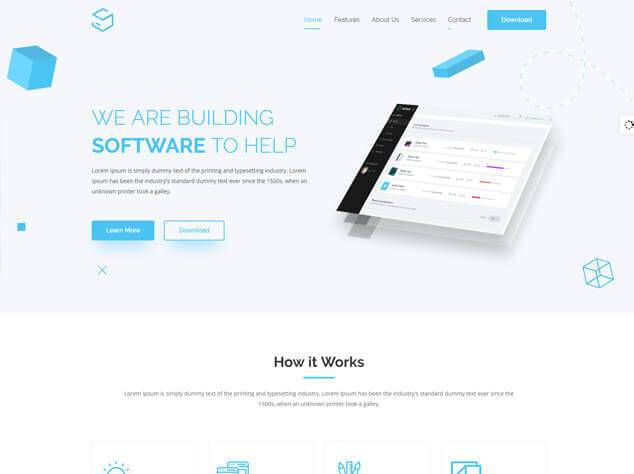 Home Features About Us Services Contact Download
WE ARE BUILDING
SOFTWARE TO HELP
Lorem Ipsum is simply dummy text of the printing and typesetting industry. Lorem
Ipsum has been the industry's standard dummy text ever since the 1500s, when an
unknown printer took a galley.
Learn More Download
How it Works
Lorem Ipsum is simply dummy text of the printing and typesetting industry. Lorem Ipsum has been the industry's standard dummy text ever since the
1500s, when an unknown printer took a galley.